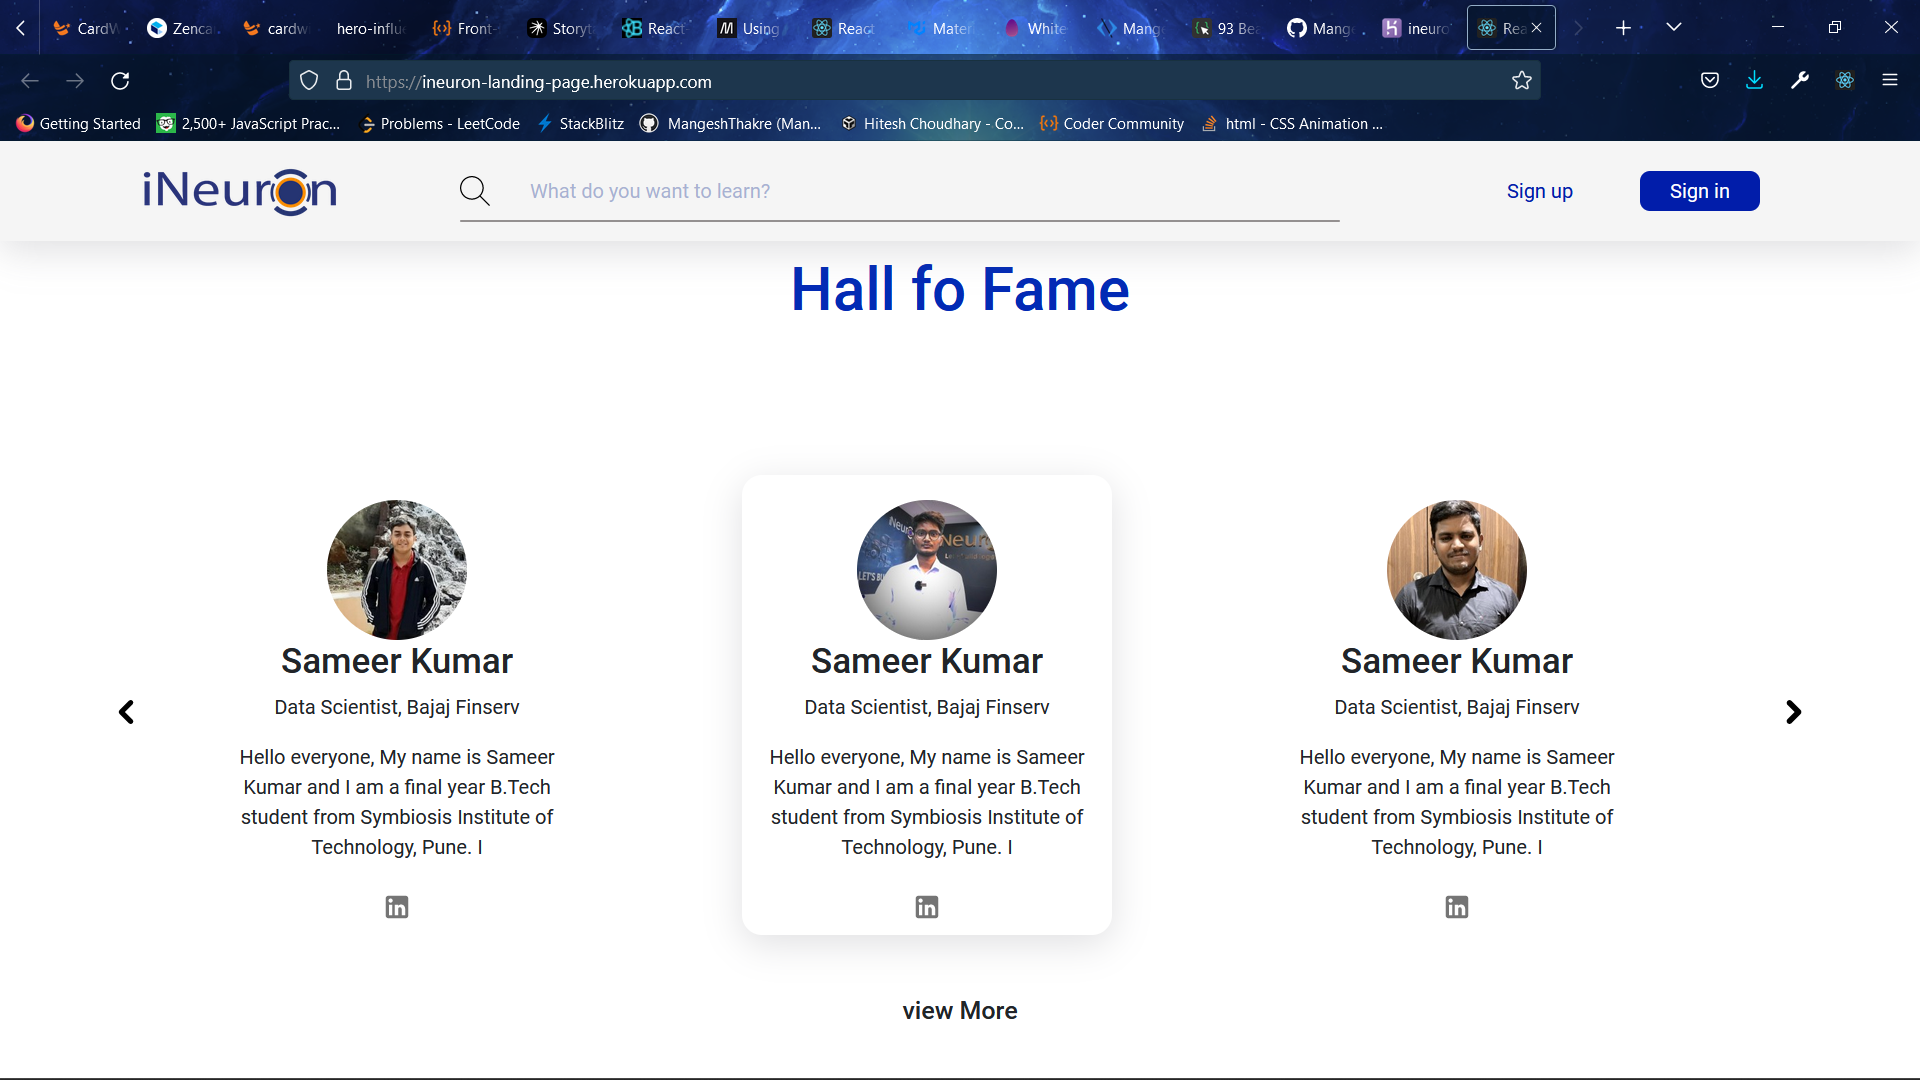 CardW
Zenca
cardw
hero-influ
Front-
Storyt
React
Using
React
Mater
White
Mang
93 Bea
Mange
ineuro
Rea
https://ineuron-landing-page.herokuapp.com
Getting Started
2,500+ JavaScript Prac...
Problems - LeetCode
StackBlitz
MangeshThakre (Man...
Hitesh Choudhary - Co...
Coder Community
html - CSS Animation ...
iNeuron
What do you want to learn?
Sign up
Sign in
Hall fo Fame
Sameer Kumar
Data Scientist, Bajaj Finserv
Hello everyone, My name is Sameer
Kumar and I am a final year B.Tech
student from Symbiosis Institute of
Technology, Pune. I
Sameer Kumar
Data Scientist, Bajaj Finserv
Hello everyone, My name is Sameer
Kumar and I am a final year B.Tech
student from Symbiosis Institute of
Technology, Pune. I
Sameer Kumar
Data Scientist, Bajaj Finserv
Hello everyone, My name is Sameer
Kumar and I am a final year B.Tech
student from Symbiosis Institute of
Technology, Pune. I
view More